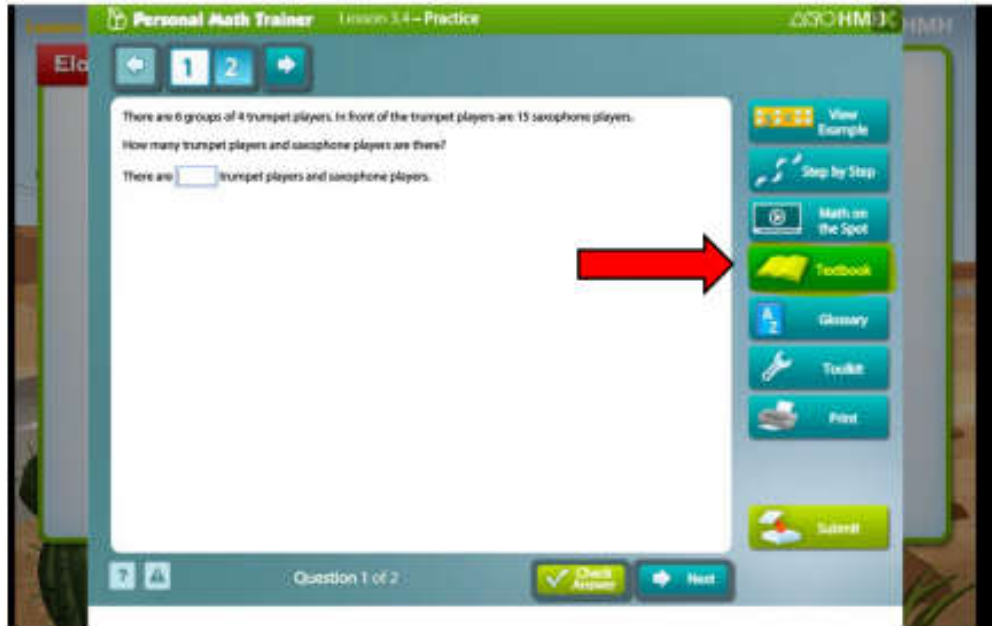 Personal Math Trainer Lesson 3.4 – Practice
HMH
HMH
Elo
1 2
There are 6 groups of 4 trumpet players. In front of the trumpet players are 15 saxophone players.
How many trumpet players and saxophone players are there?
There are trumpet players and saxophone players.
View Example
Step by Step
Math on the Spot
Textbook
A Z Glossary
Toolkit
Print
Submit
? Question 1 of 2
Check Answer
Next